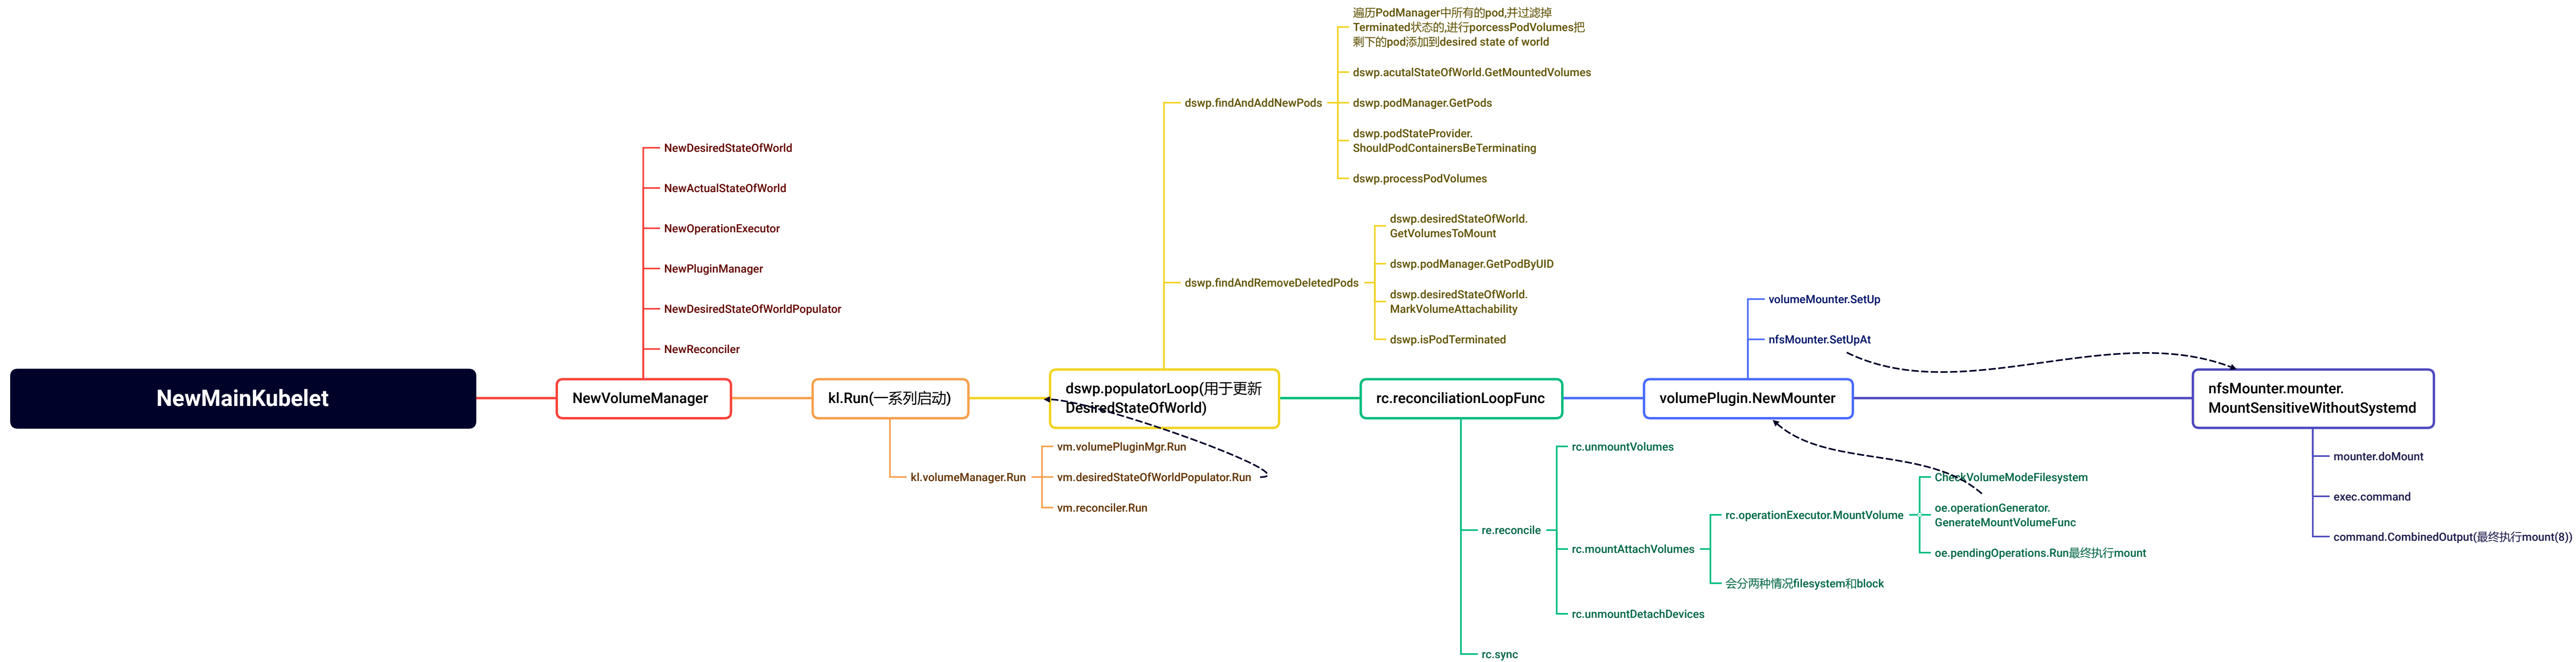 NewMainKubelet
NewVolumeManager
NewDesiredStateOfWorld
NewActualStateOfWorld
NewOperationExecutor
NewPluginManager
NewDesiredStateOfWorldPopulator
NewReconciler
kl.Run(一系列启动)
kl.volumeManager.Run
vm.volumePluginMgr.Run
vm.desiredStateOfWorldPopulator.Run
vm.reconciler.Run
dswp.populatorLoop(用于更新
DesiredStateOfWorld)
dswp.findAndAddNewPods
遍历PodManager中所有的pod,并过滤掉
Terminated状态的,进行porcessPodVolumes把
剩下的pod添加到desired state of world
dswp.acutalStateOfWorld.GetMountedVolumes
dswp.podManager.GetPods
dswp.podStateProvider.
ShouldPodContainersBeTerminating
dswp.processPodVolumes
dswp.findAndRemoveDeletedPods
dswp.desiredStateOfWorld.
GetVolumesToMount
dswp.podManager.GetPodByUID
dswp.desiredStateOfWorld.
MarkVolumeAttachability
dswp.isPodTerminated
rc.reconciliationLoopFunc
re.reconcile
rc.unmountVolumes
rc.mountAttachVolumes
rc.operationExecutor.MountVolume
CheckVolumeModeFilesystem
oe.operationGenerator.
GenerateMountVolumeFunc
oe.pendingOperations.Run最终执行mount
会分两种情况filesystem和block
rc.unmountDetachDevices
rc.sync
volumePlugin.NewMounter
volumeMounter.SetUp
nfsMounter.SetUpAt
nfsMounter.mounter.
MountSensitiveWithoutSystemd
mounter.doMount
exec.command
command.CombinedOutput(最终执行mount(8))